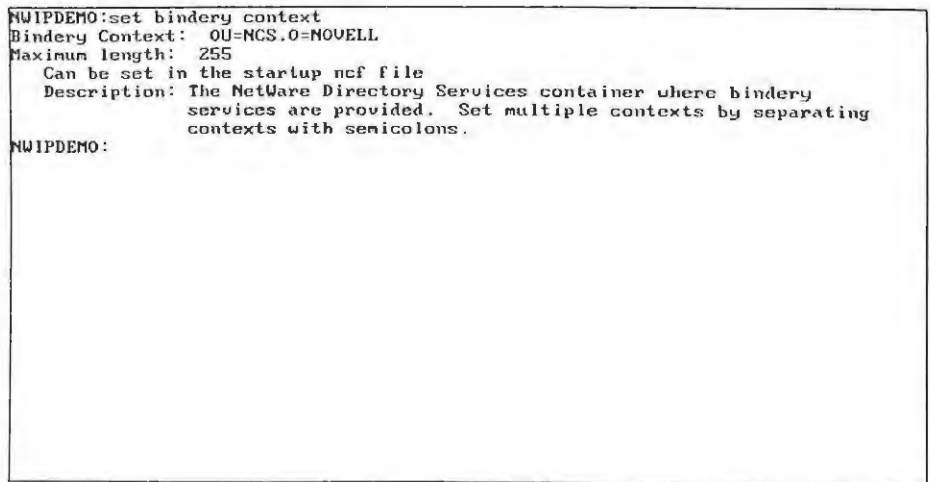 NWIPDEMO:set bindery context
Bindery Context:  OU=NCS.O=NOVELL
Maximum length:  255
   Can be set in the startup ncf file
   Description: The NetWare Directory Services container where bindery
                services are provided.  Set multiple contexts by separating
                contexts with semicolons.
NWIPDEMO: